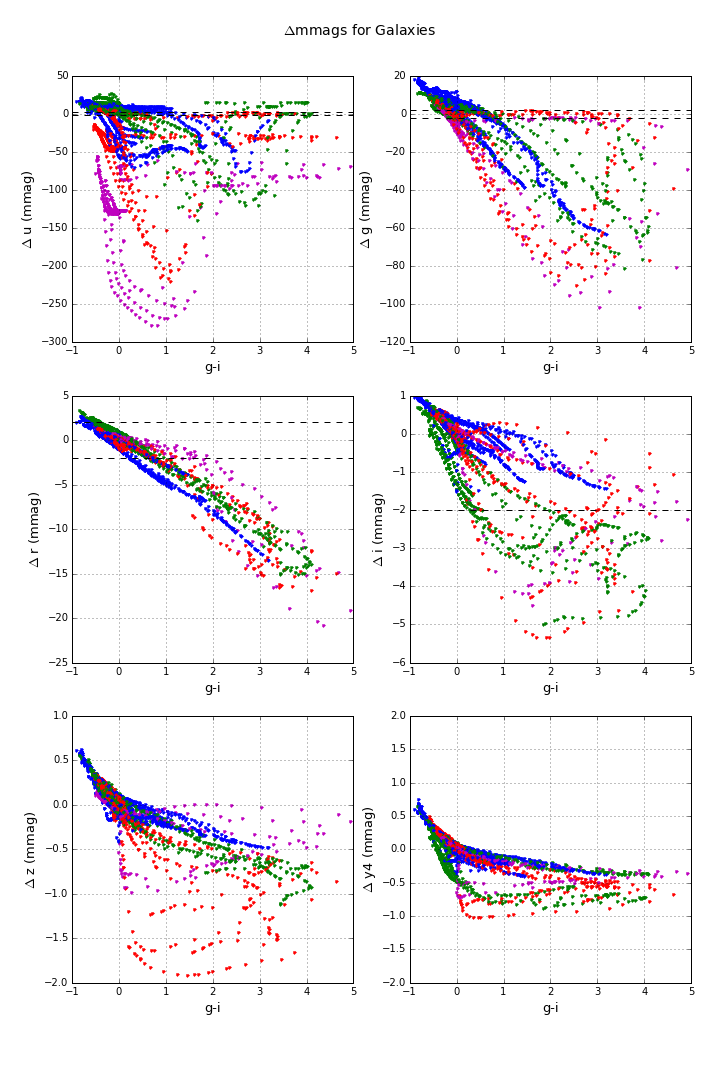 Δmmags for Galaxies
50
0
−50
−100
−150
−200
−250
−300
Δ u (mmag)
−1 0 1 2 3 4 5
g-i
20
0
−20
−40
−60
−80
−100
−120
Δ g (mmag)
−1 0 1 2 3 4 5
g-i
5
0
−5
−10
−15
−20
−25
Δ r (mmag)
−1 0 1 2 3 4 5
g-i
1
0
−1
−2
−3
−4
−5
−6
Δ i (mmag)
−1 0 1 2 3 4 5
g-i
1.0
0.5
0.0
−0.5
−1.0
−1.5
−2.0
Δ z (mmag)
−1 0 1 2 3 4 5
g-i
2.0
1.5
1.0
0.5
0.0
−0.5
−1.0
−1.5
−2.0
Δ y4 (mmag)
−1 0 1 2 3 4 5
g-i